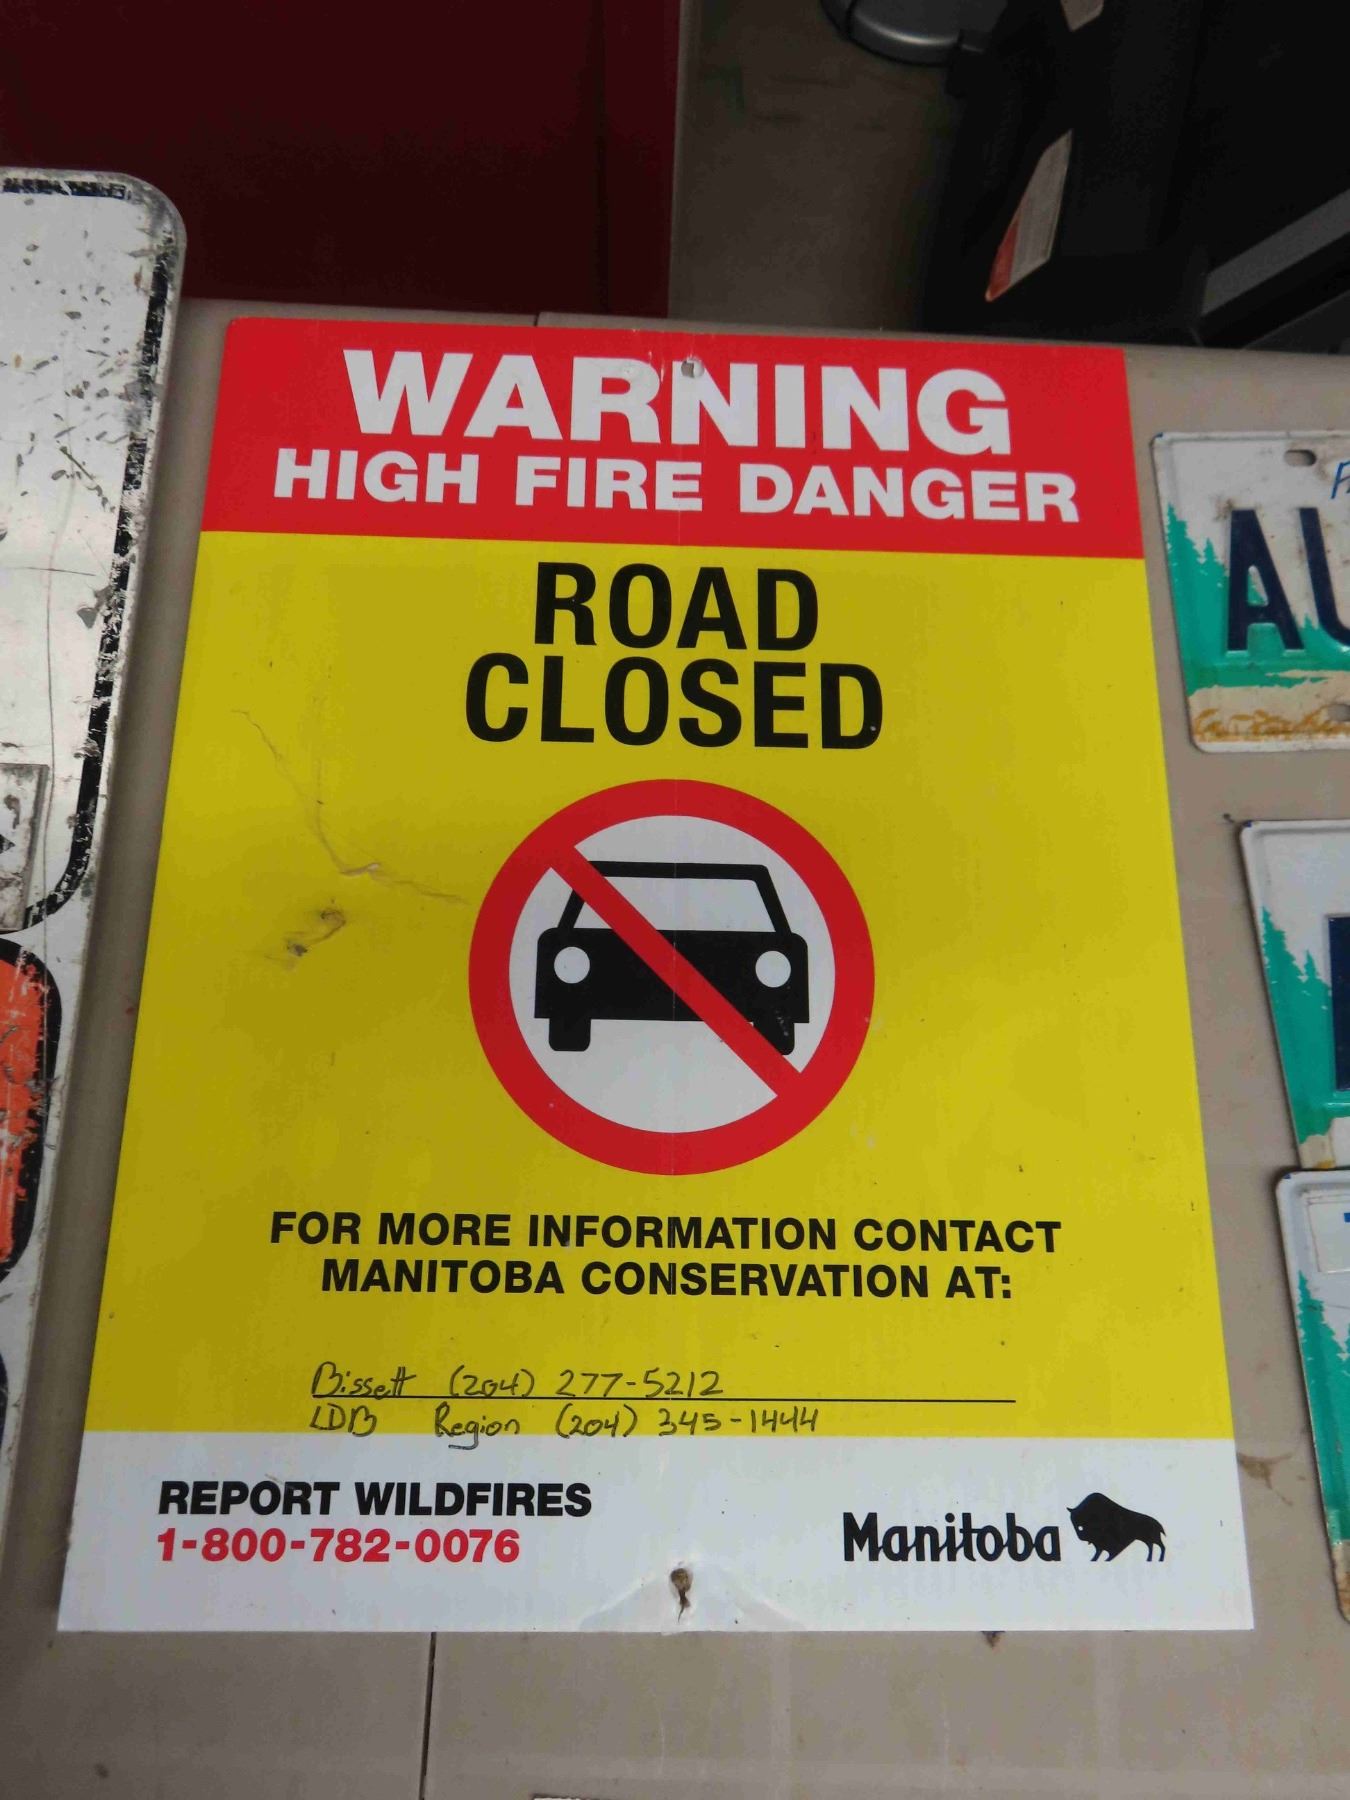 WARNING
HIGH FIRE DANGER
ROAD
CLOSED
FOR MORE INFORMATION CONTACT
MANITOBA CONSERVATION AT:
Bissett (204) 277-5212
LDB Region (204) 345-1444
REPORT WILDFIRES
1-800-782-0076
Manitoba
AU